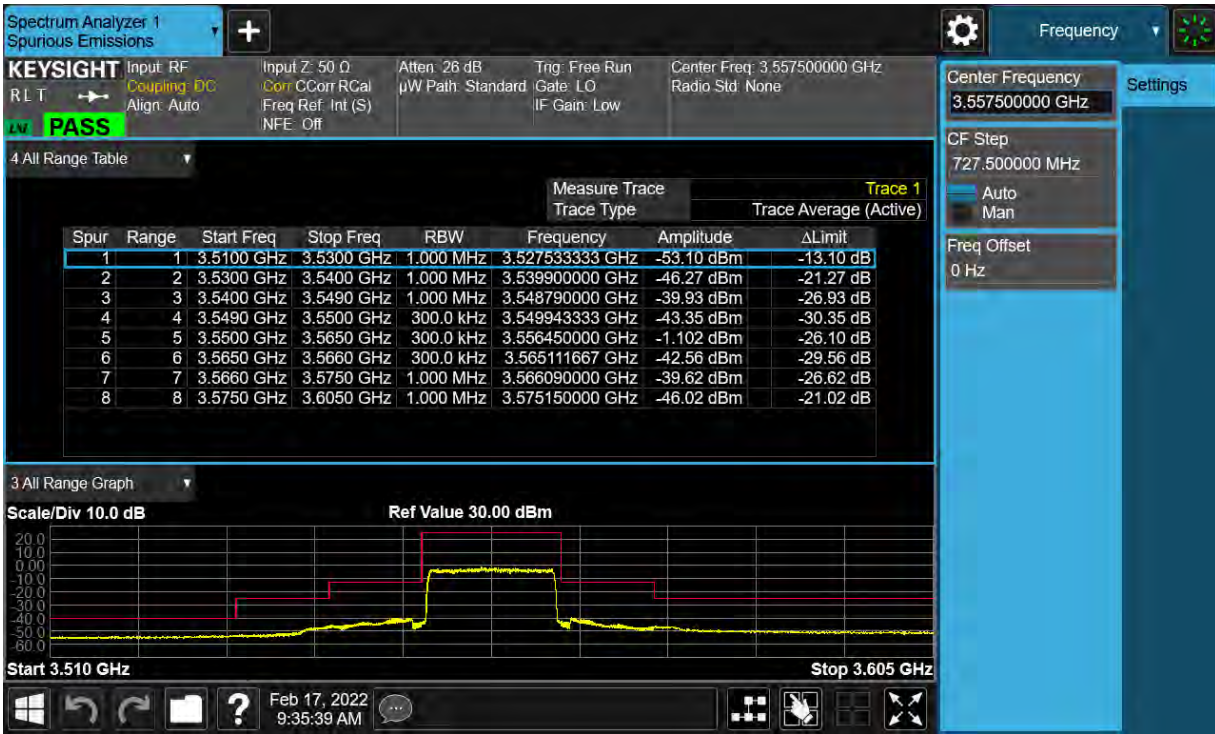 Spectrum Analyzer 1
Spurious Emissions
Frequency
KEYSIGHT
RLT
LNE
PASS
Input: RF
Coupling: DC
Align: Auto
Input Z: 50 Ω
Corr CCorr RCal
Freq Ref: Int (S)
NFE: Off
Atten: 26 dB
µW Path: Standard
Trig: Free Run
Gate: LO
IF Gain: Low
Center Freq: 3.557500000 GHz
Radio Std: None
Center Frequency
3.557500000 GHz
Settings
CF Step
727.500000 MHz
Auto
Man
Freq Offset
0 Hz
4 All Range Table
Measure Trace Trace 1
Trace Type Trace Average (Active)
Spur Range Start Freq Stop Freq RBW Frequency Amplitude ΔLimit
1 1 3.5100 GHz 3.5300 GHz 1.000 MHz 3.527533333 GHz -53.10 dBm -13.10 dB
2 2 3.5300 GHz 3.5400 GHz 1.000 MHz 3.539900000 GHz -46.27 dBm -21.27 dB
3 3 3.5400 GHz 3.5490 GHz 1.000 MHz 3.548790000 GHz -39.93 dBm -26.93 dB
4 4 3.5490 GHz 3.5500 GHz 300.0 kHz 3.549943333 GHz -43.35 dBm -30.35 dB
5 5 3.5500 GHz 3.5650 GHz 300.0 kHz 3.556450000 GHz -1.102 dBm -26.10 dB
6 6 3.5650 GHz 3.5660 GHz 300.0 kHz 3.565111667 GHz -42.56 dBm -29.56 dB
7 7 3.5660 GHz 3.5750 GHz 1.000 MHz 3.566090000 GHz -39.62 dBm -26.62 dB
8 8 3.5750 GHz 3.6050 GHz 1.000 MHz 3.575150000 GHz -46.02 dBm -21.02 dB
3 All Range Graph
Scale/Div 10.0 dB Ref Value 30.00 dBm
20.0
10.0
0.00
-10.0
-20.0
-30.0
-40.0
-50.0
-60.0
Start 3.510 GHz Stop 3.605 GHz
Feb 17, 2022
9:35:39 AM